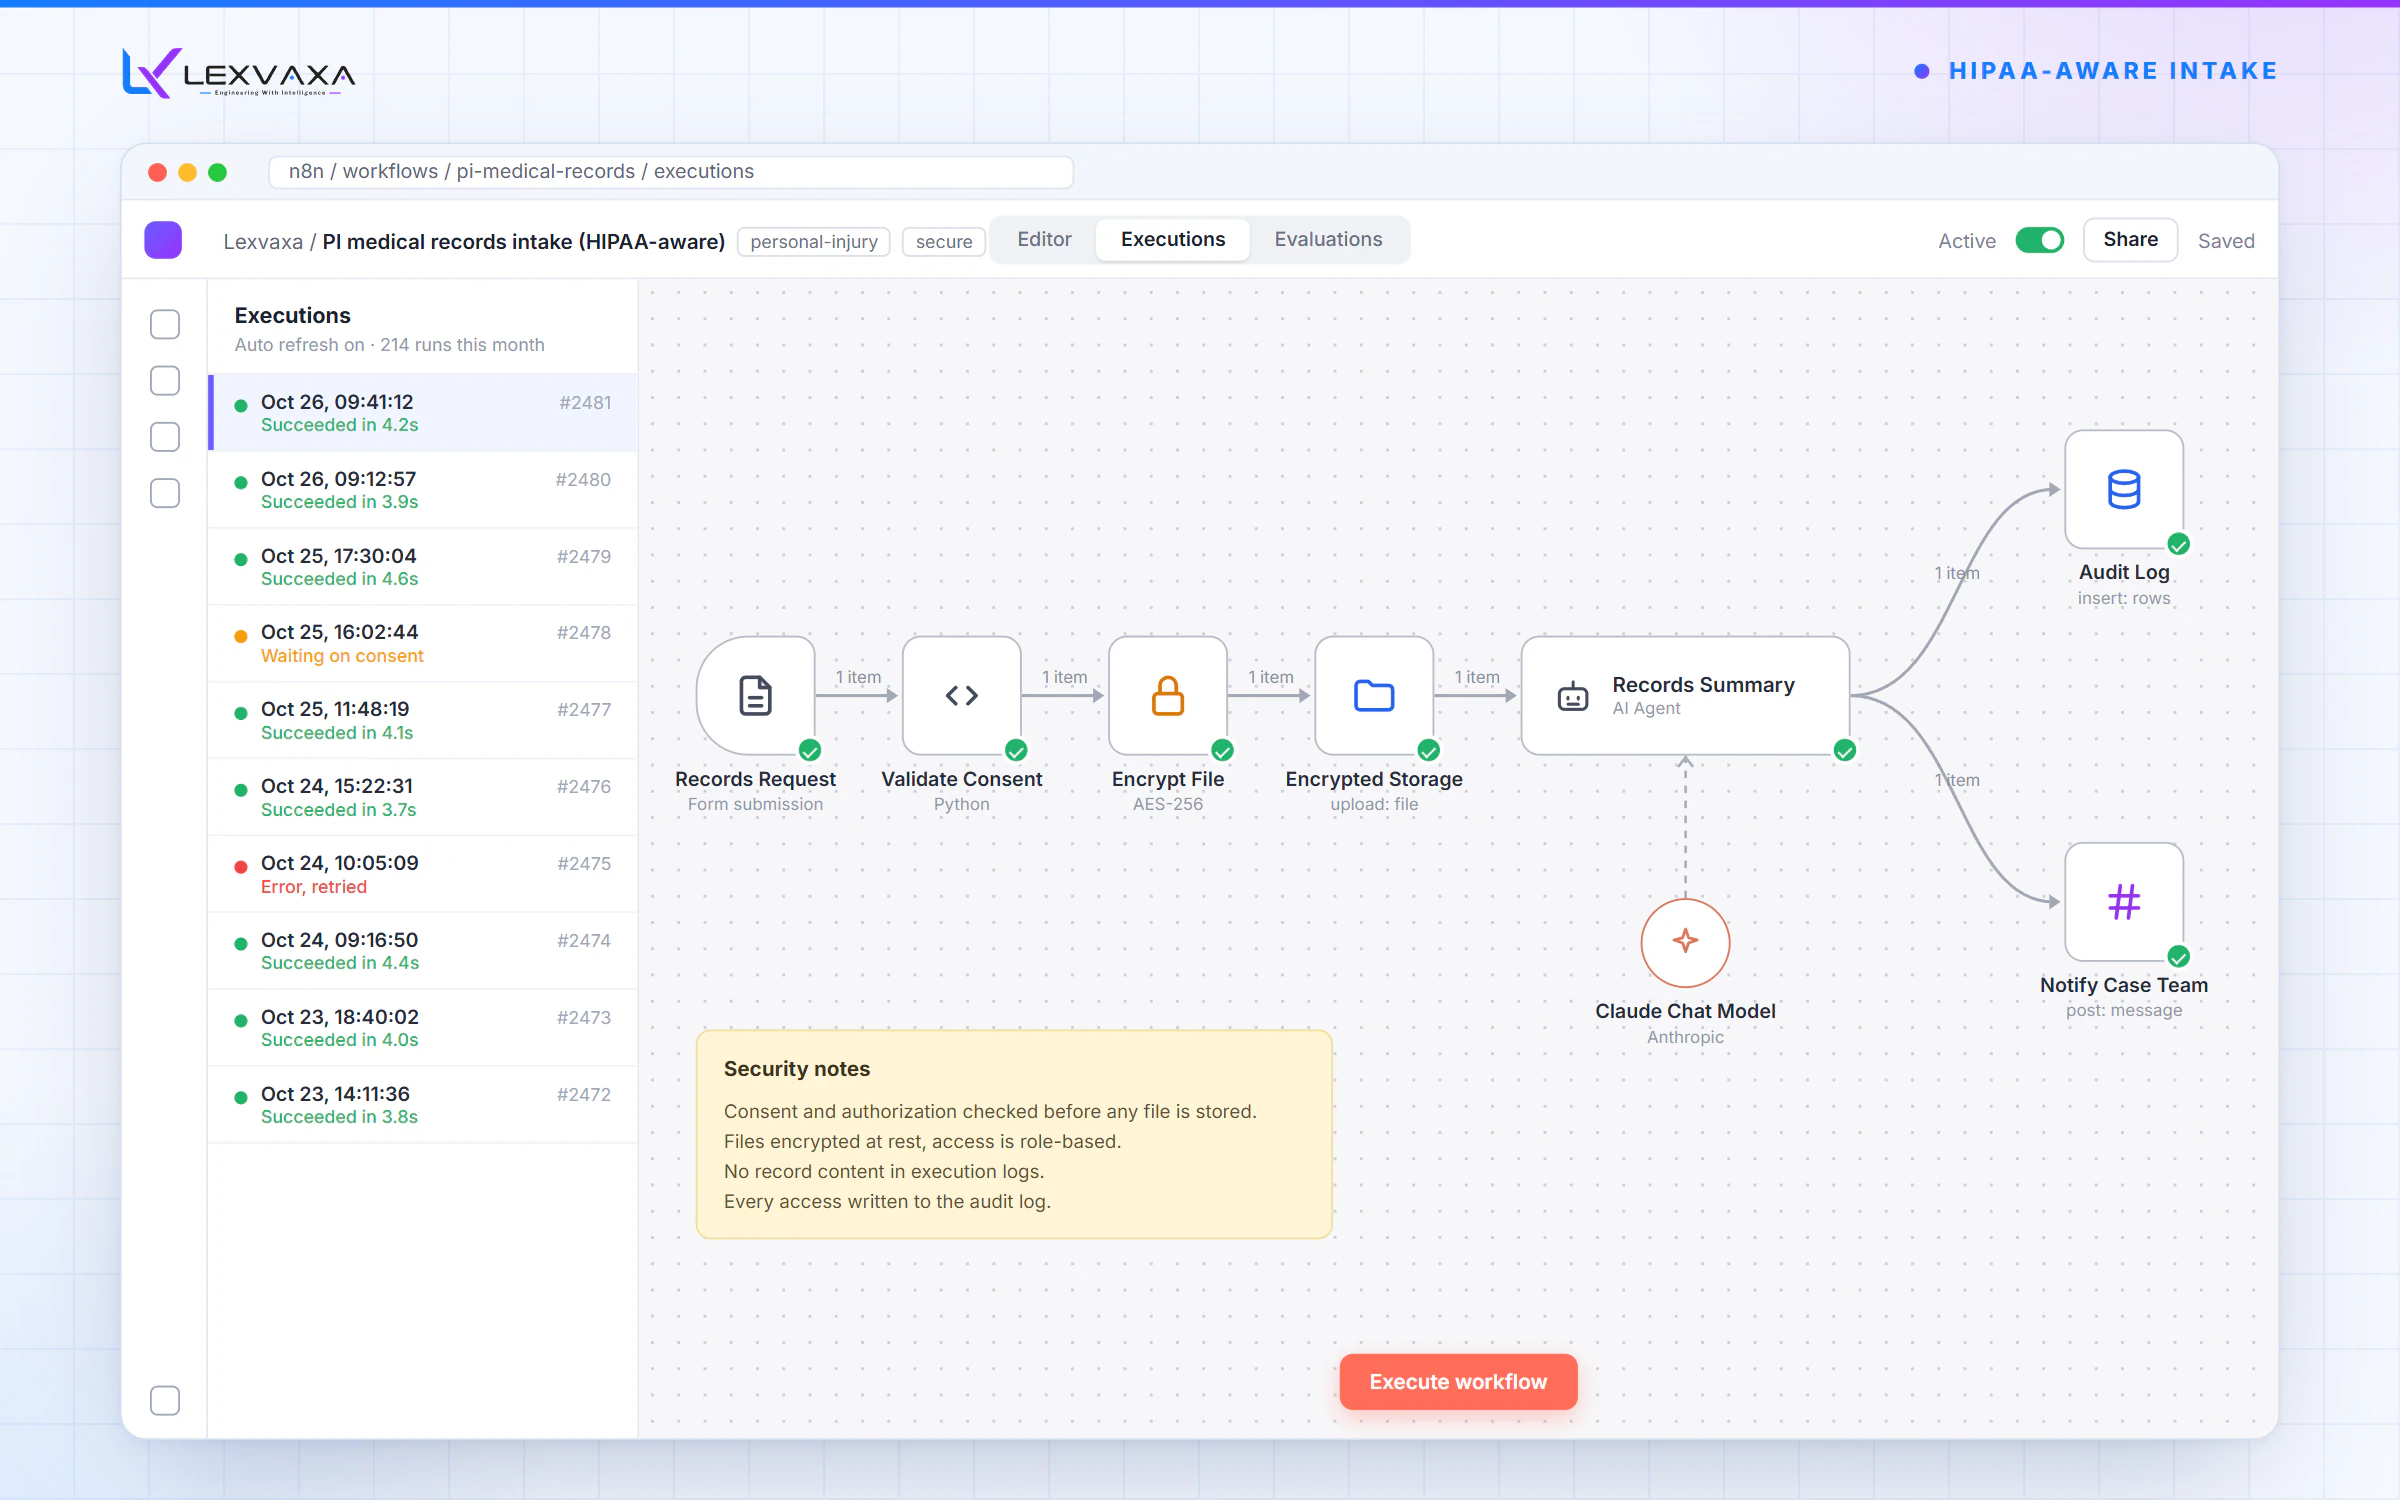 LEXVAXA
Engineering With Intelligence
HIPAA-AWARE INTAKE
n8n / workflows / pi-medical-records / executions
Lexvaxa / PI medical records intake (HIPAA-aware)
personal-injury
secure
Editor
Executions
Evaluations
Active
Share
Saved
Executions
Auto refresh on · 214 runs this month
Oct 26, 09:41:12 #2481
Succeeded in 4.2s
Oct 26, 09:12:57 #2480
Succeeded in 3.9s
Oct 25, 17:30:04 #2479
Succeeded in 4.6s
Oct 25, 16:02:44 #2478
Waiting on consent
Oct 25, 11:48:19 #2477
Succeeded in 4.1s
Oct 24, 15:22:31 #2476
Succeeded in 3.7s
Oct 24, 10:05:09 #2475
Error, retried
Oct 24, 09:16:50 #2474
Succeeded in 4.4s
Oct 23, 18:40:02 #2473
Succeeded in 4.0s
Oct 23, 14:11:36 #2472
Succeeded in 3.8s
Records Request
Form submission
1 item
Validate Consent
Python
1 item
Encrypt File
AES-256
1 item
Encrypted Storage
upload: file
1 item
Records Summary
AI Agent
1 item
Audit Log
insert: rows
1 item
Notify Case Team
post: message
Claude Chat Model
Anthropic
Security notes
Consent and authorization checked before any file is stored.
Files encrypted at rest, access is role-based.
No record content in execution logs.
Every access written to the audit log.
Execute workflow